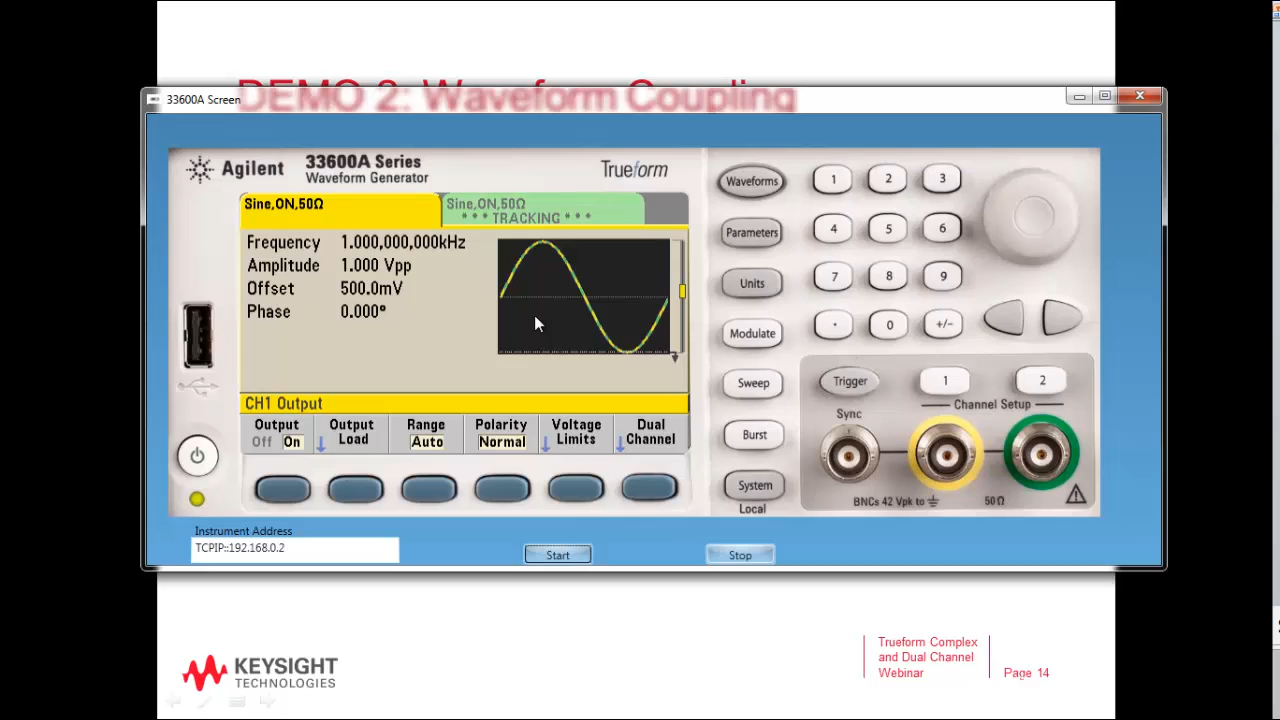 DEMO 2: Waveform Coupling
33600A Screen
Agilent
33600A Series
Waveform Generator
Trueform
Sine,ON,50Ω
Sine,ON,50Ω
* * * TRACKING * * *
Frequency 1.000,000,000kHz
Amplitude 1.000 Vpp
Offset 500.0mV
Phase 0.000°
CH1 Output
Output
Off On
Output
Load
Range
Auto
Polarity
Normal
Voltage
Limits
Dual
Channel
Waveforms
Parameters
Units
Modulate
Sweep
Burst
System
Local
1 2 3
4 5 6
7 8 9
. 0 +/-
Trigger 1 2
Channel Setup
Sync
BNCs 42 Vpk to 50Ω
Instrument Address
TCPIP::192.168.0.2
Start
Stop
KEYSIGHT
TECHNOLOGIES
Trueform Complex
and Dual Channel
Webinar
Page 14